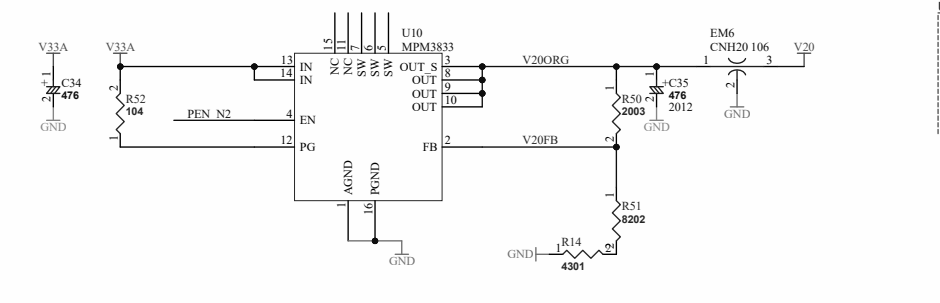 U10
MPM3833
V33A
1
+
2
C34
476
GND
V33A
2
R52
104
1
PEN_N2
15
11
7
6
5
NC
NC
SW
SW
SW
13
IN
14
IN
4
EN
12
PG
OUT_S
3
OUT
8
OUT
9
OUT
10
FB
2
AGND
PGND
1
16
GND
V20ORG
V20FB
1
R50
2003
2
1
+
2
C35
476
2012
GND
EM6
CNH20 106
1
3
2
GND
V20
1
R51
8202
2
GND
1
R14
2
4301